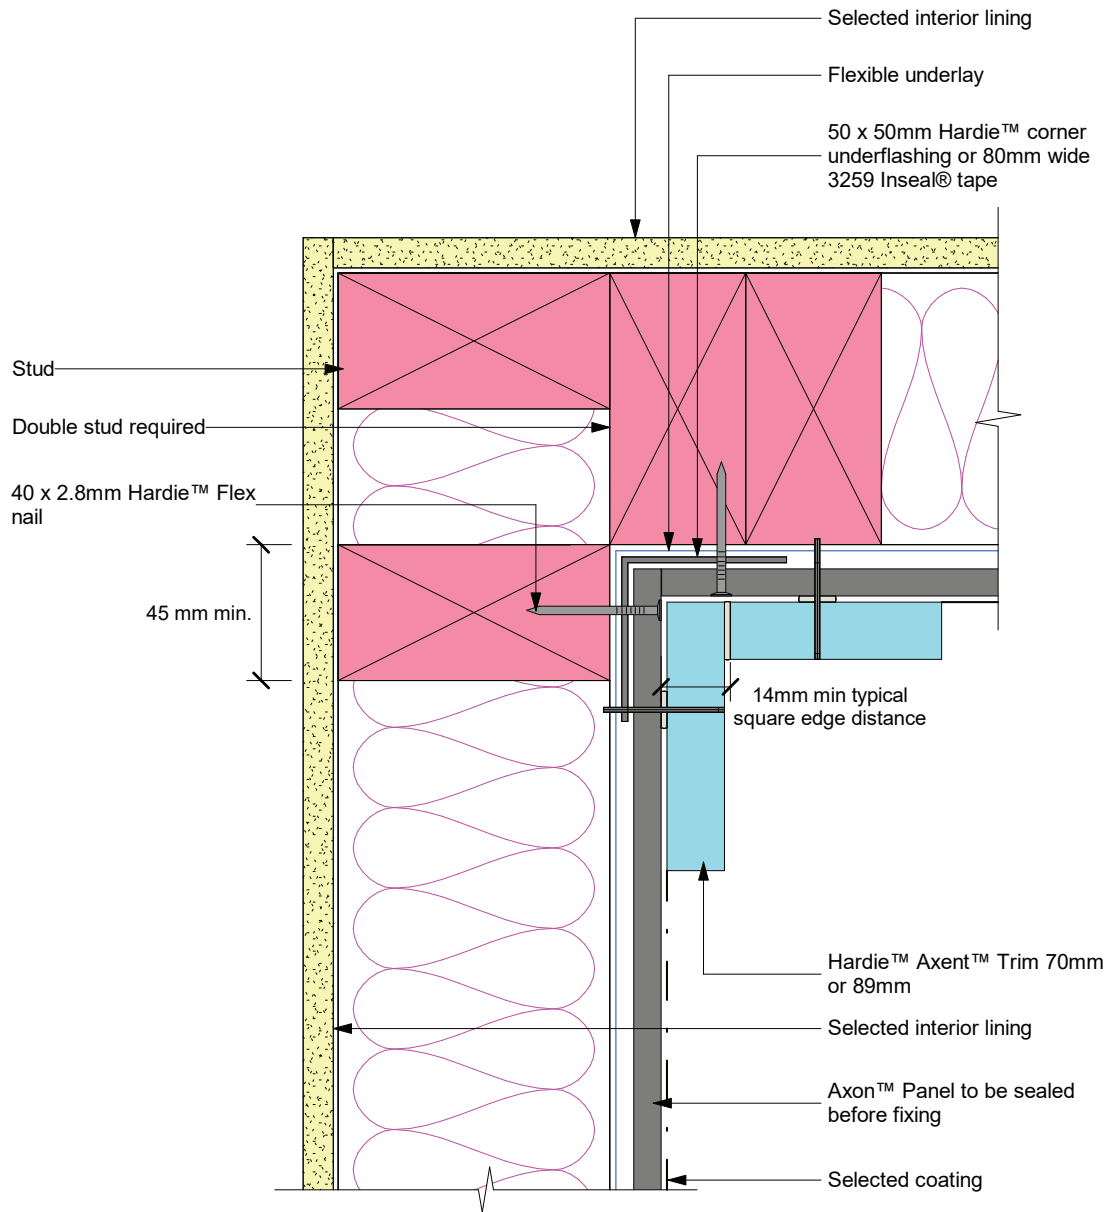 Selected interior lining
Flexible underlay
50 x 50mm Hardie™ corner
underflashing or 80mm wide
3259 Inseal® tape
Stud
Double stud required
40 x 2.8mm Hardie™ Flex
nail
45 mm min.
14mm min typical
square edge distance
Hardie™ Axent™ Trim 70mm
or 89mm
Selected interior lining
Axon™ Panel to be sealed
before fixing
Selected coating